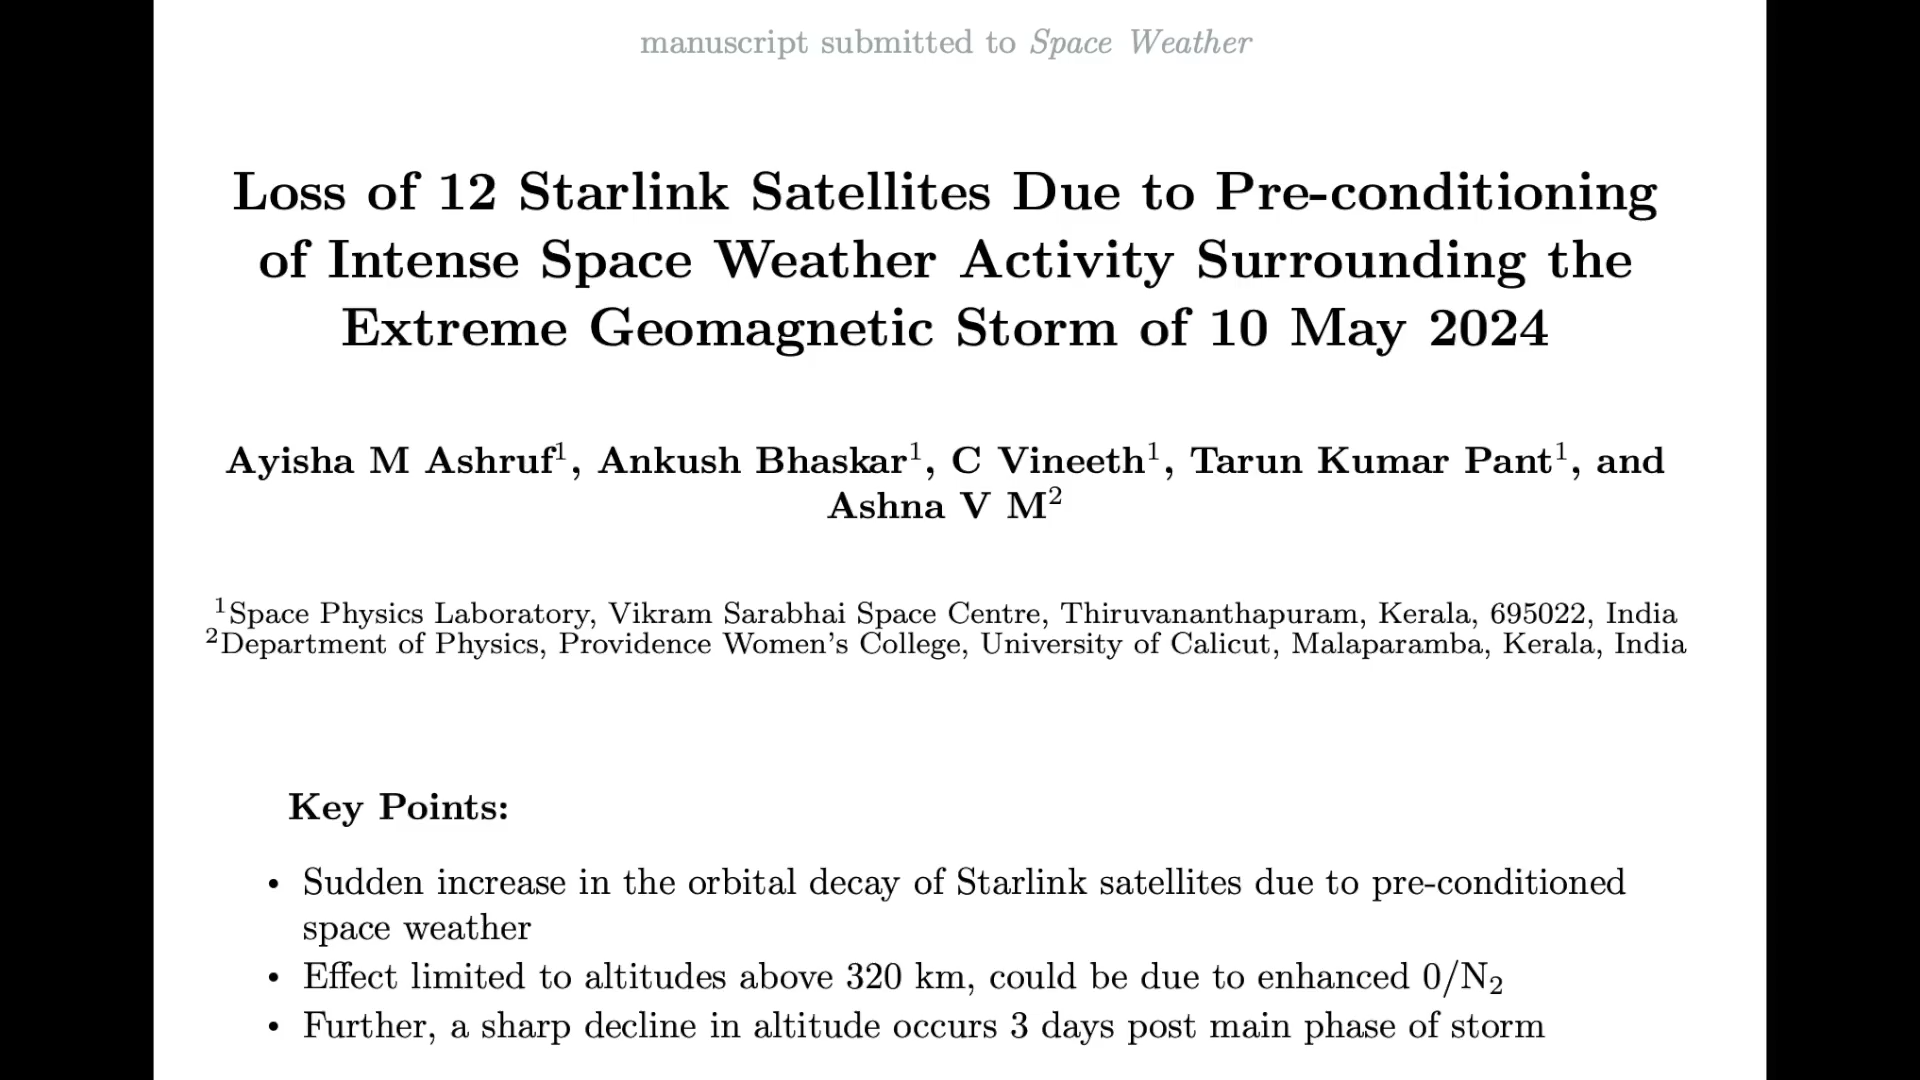 manuscript submitted to Space Weather
Loss of 12 Starlink Satellites Due to Pre-conditioning
of Intense Space Weather Activity Surrounding the
Extreme Geomagnetic Storm of 10 May 2024
Ayisha M Ashruf¹, Ankush Bhaskar¹, C Vineeth¹, Tarun Kumar Pant¹, and
Ashna V M²
¹Space Physics Laboratory, Vikram Sarabhai Space Centre, Thiruvananthapuram, Kerala, 695022, India
²Department of Physics, Providence Women's College, University of Calicut, Malaparamba, Kerala, India
Key Points:
• Sudden increase in the orbital decay of Starlink satellites due to pre-conditioned
space weather
• Effect limited to altitudes above 320 km, could be due to enhanced 0/N₂
• Further, a sharp decline in altitude occurs 3 days post main phase of storm